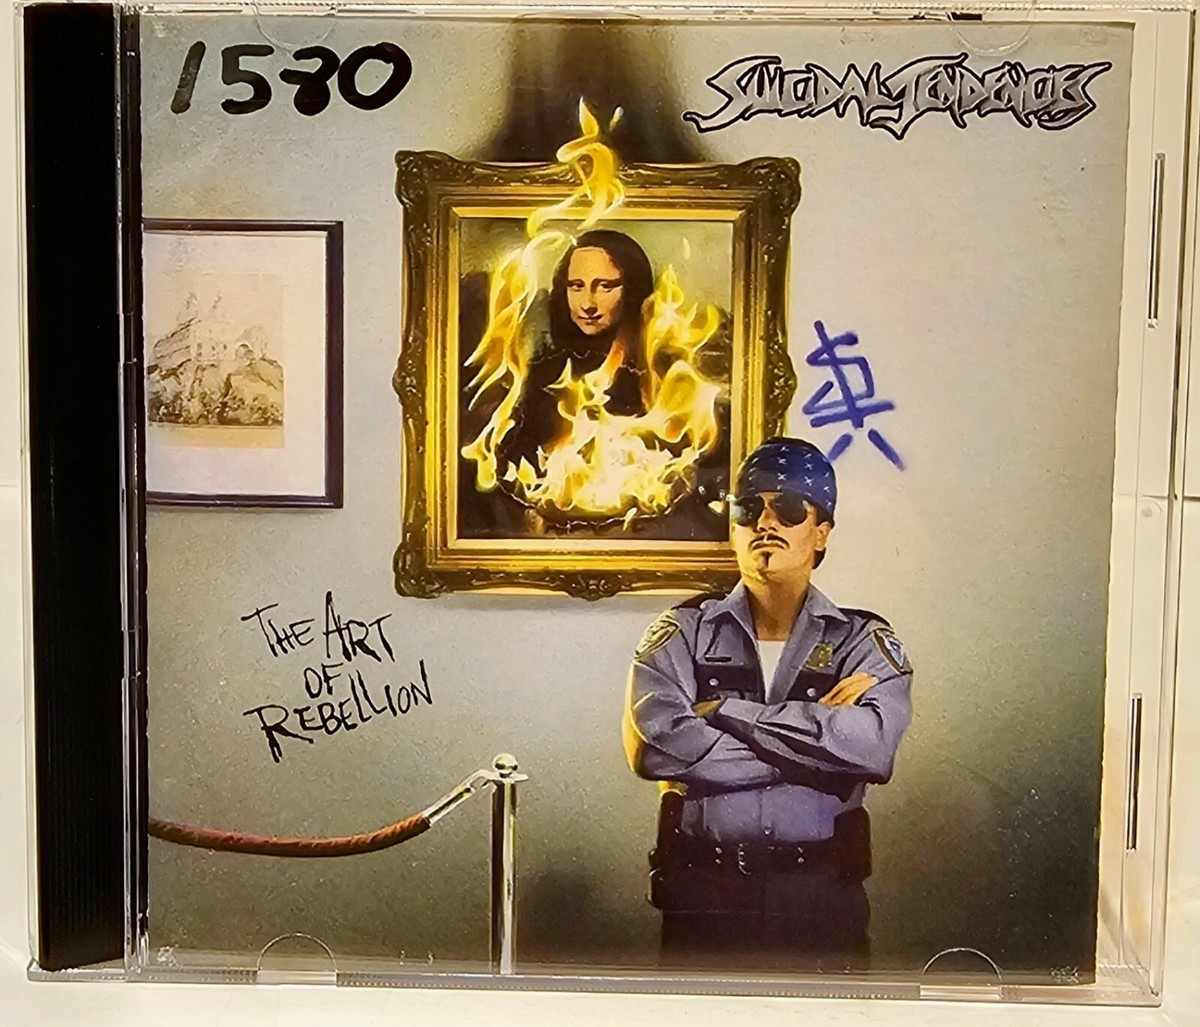 1580
SUICIDAL TENDENCIES
THE ART
OF
REBELLION